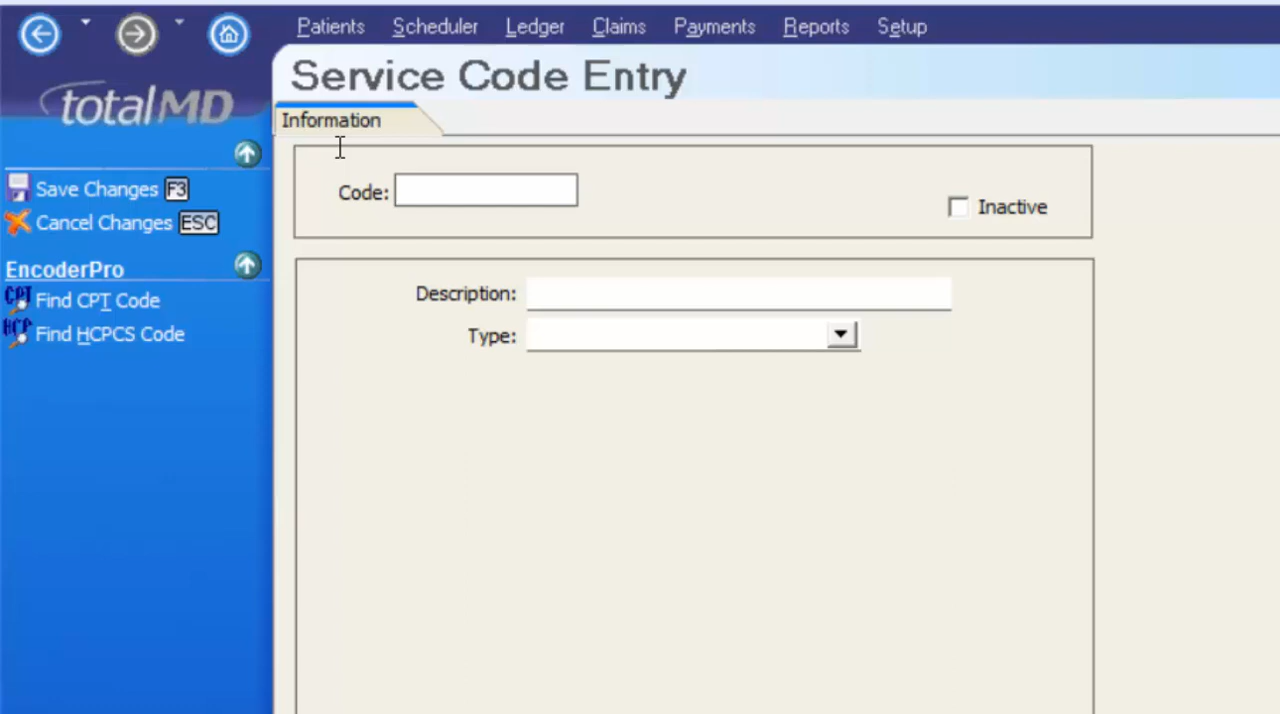 Patients Scheduler Ledger Claims Payments Reports Setup
totalMD
Service Code Entry
Information
Save Changes F3
Cancel Changes ESC
EncoderPro
CPT Find CPT Code
HCP Find HCPCS Code
Code:
Inactive
Description:
Type: